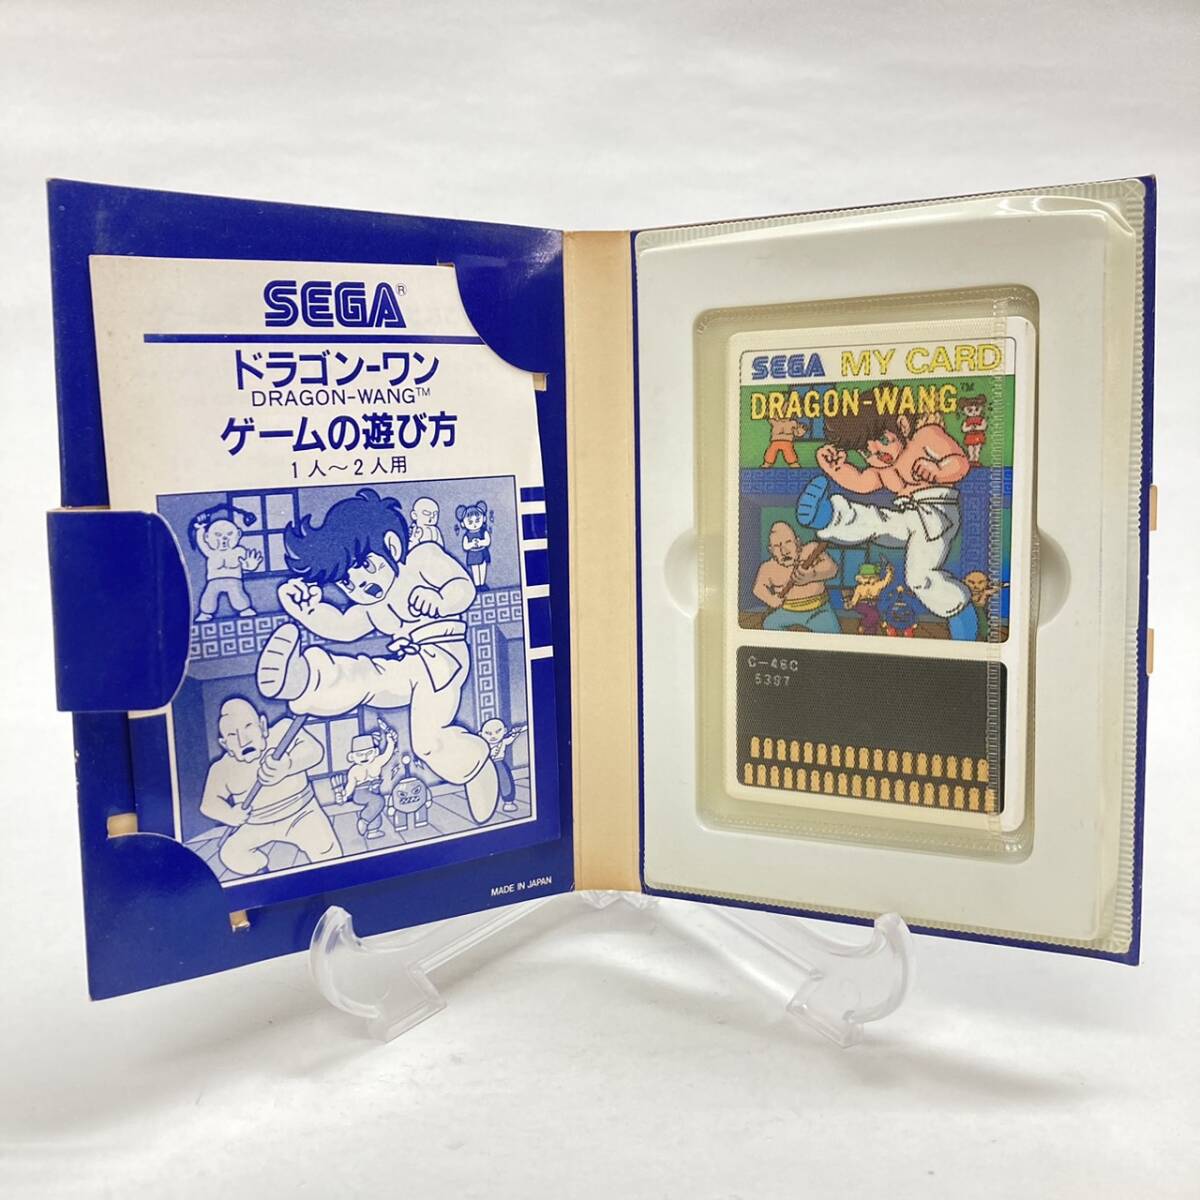 SEGA®
ドラゴン-ワン
DRAGON-WANG™
ゲームの遊び方
1人～2人用
MADE IN JAPAN
SEGA MY CARD
DRAGON-WANG™
C-46C
5397